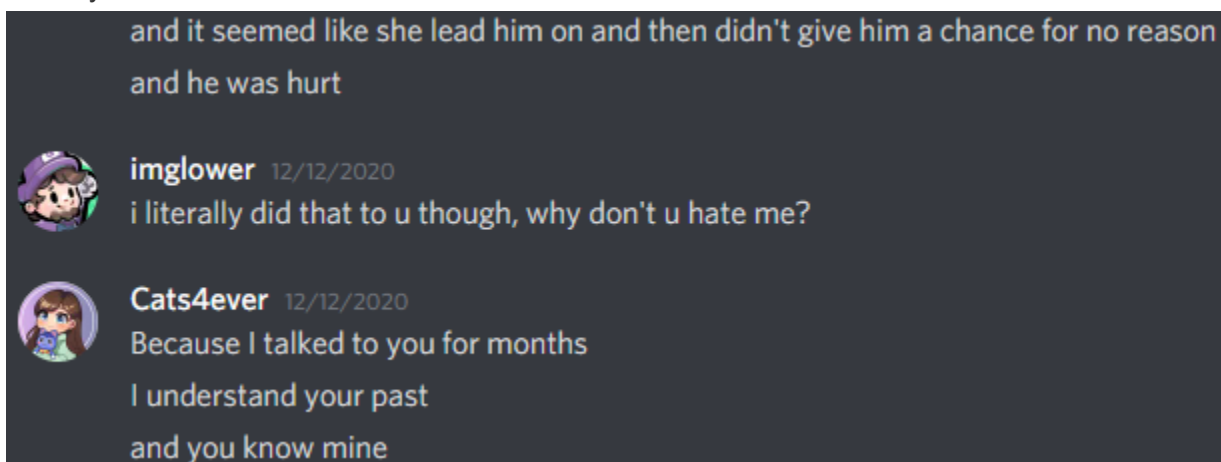 and it seemed like she lead him on and then didn't give him a chance for no reason
and he was hurt
imglower 12/12/2020
i literally did that to u though, why don't u hate me?
Cats4ever 12/12/2020
Because I talked to you for months
I understand your past
and you know mine